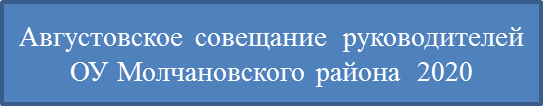 Августовское совещание руководителей
ОУ Молчановского района 2020